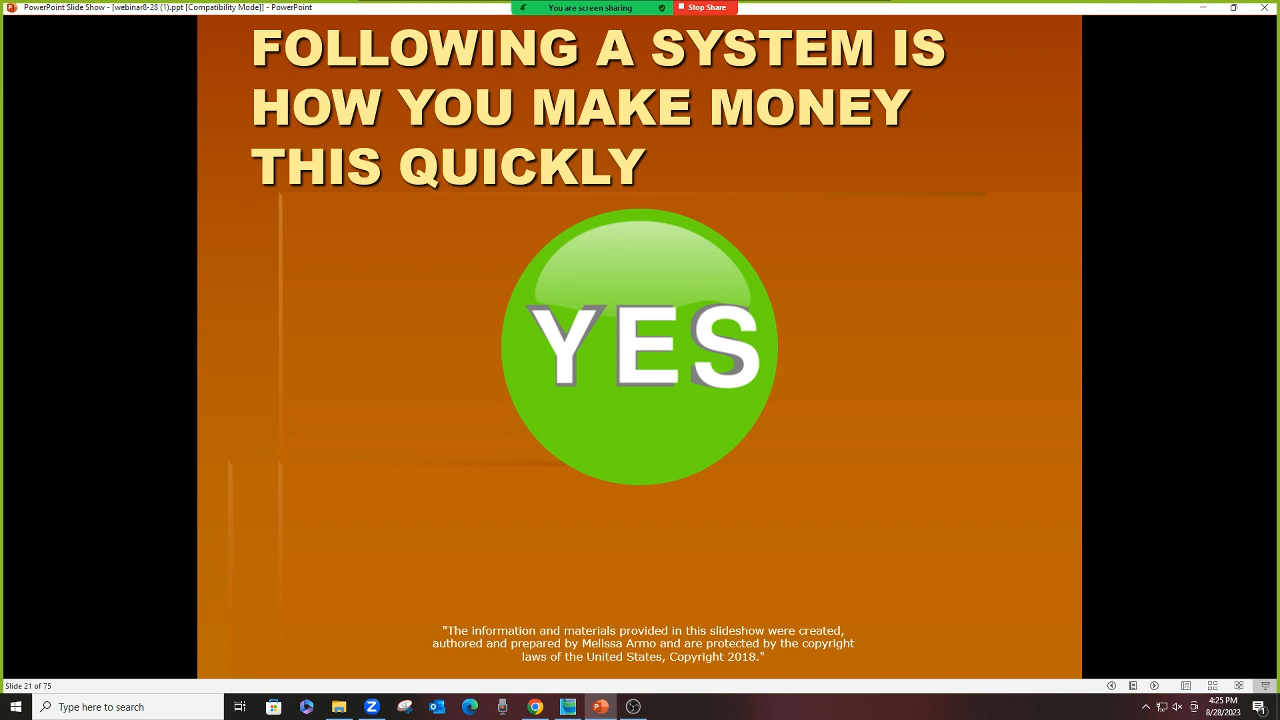 PowerPoint Slide Show - [webinar8-28 (1).ppt [Compatibility Mode]] - PowerPoint
You are screen sharing
Stop Share
FOLLOWING A SYSTEM IS
HOW YOU MAKE MONEY
THIS QUICKLY
YES
"The information and materials provided in this slideshow were created,
authored and prepared by Melissa Armo and are protected by the copyright
laws of the United States, Copyright 2018."
Slide 21 of 75
Type here to search
4:25 PM
8/28/2023